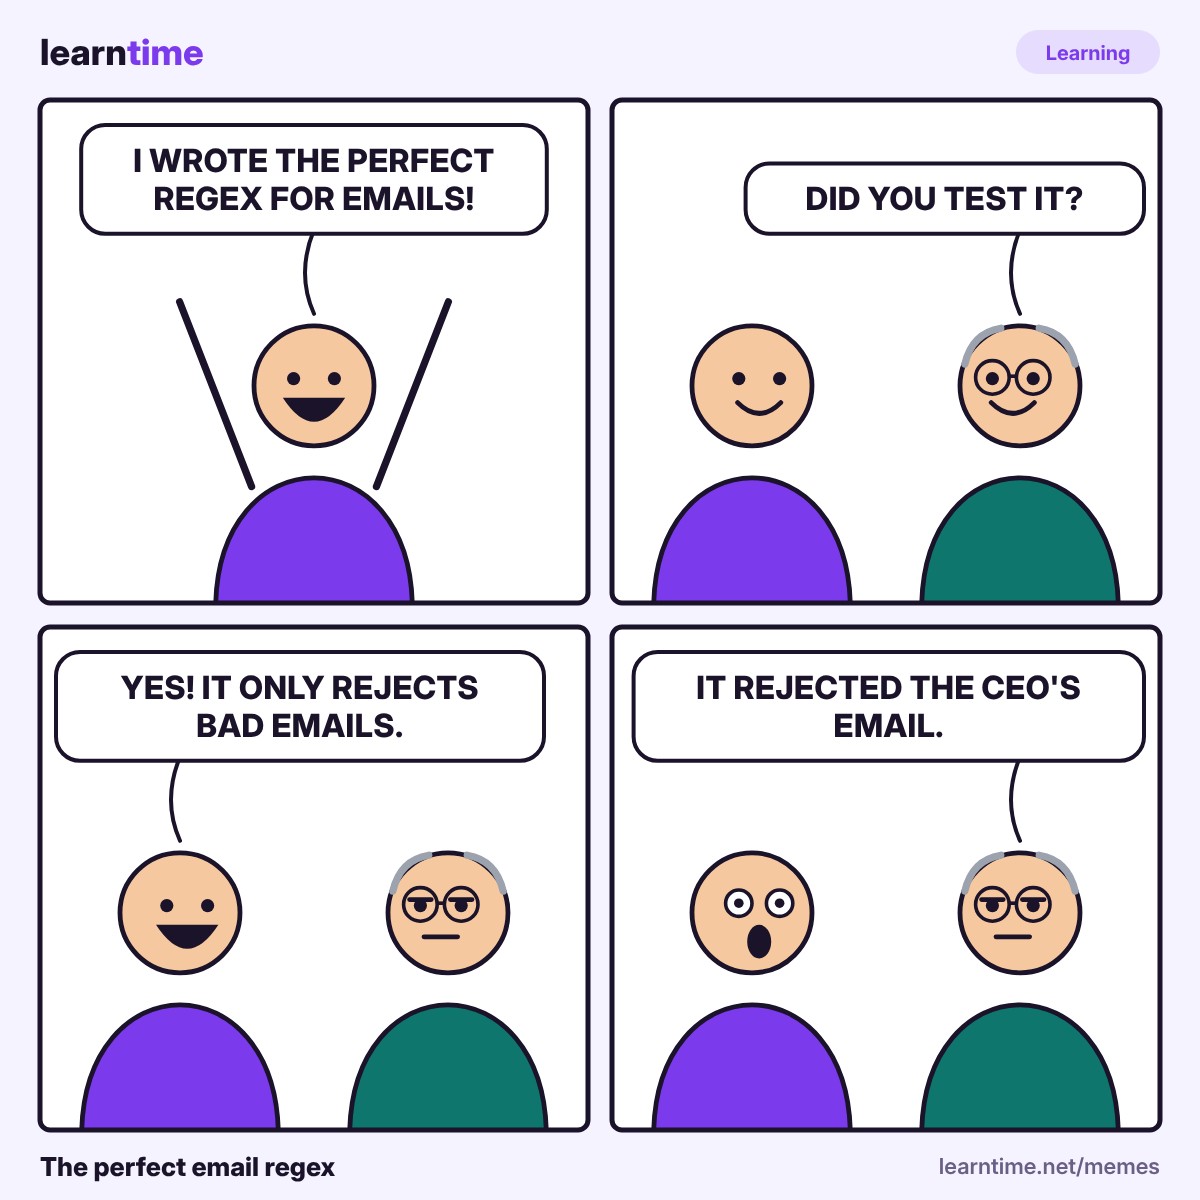 learntime
Learning
I WROTE THE PERFECT
REGEX FOR EMAILS!
DID YOU TEST IT?
YES! IT ONLY REJECTS
BAD EMAILS.
IT REJECTED THE CEO'S
EMAIL.
The perfect email regex
learntime.net/memes